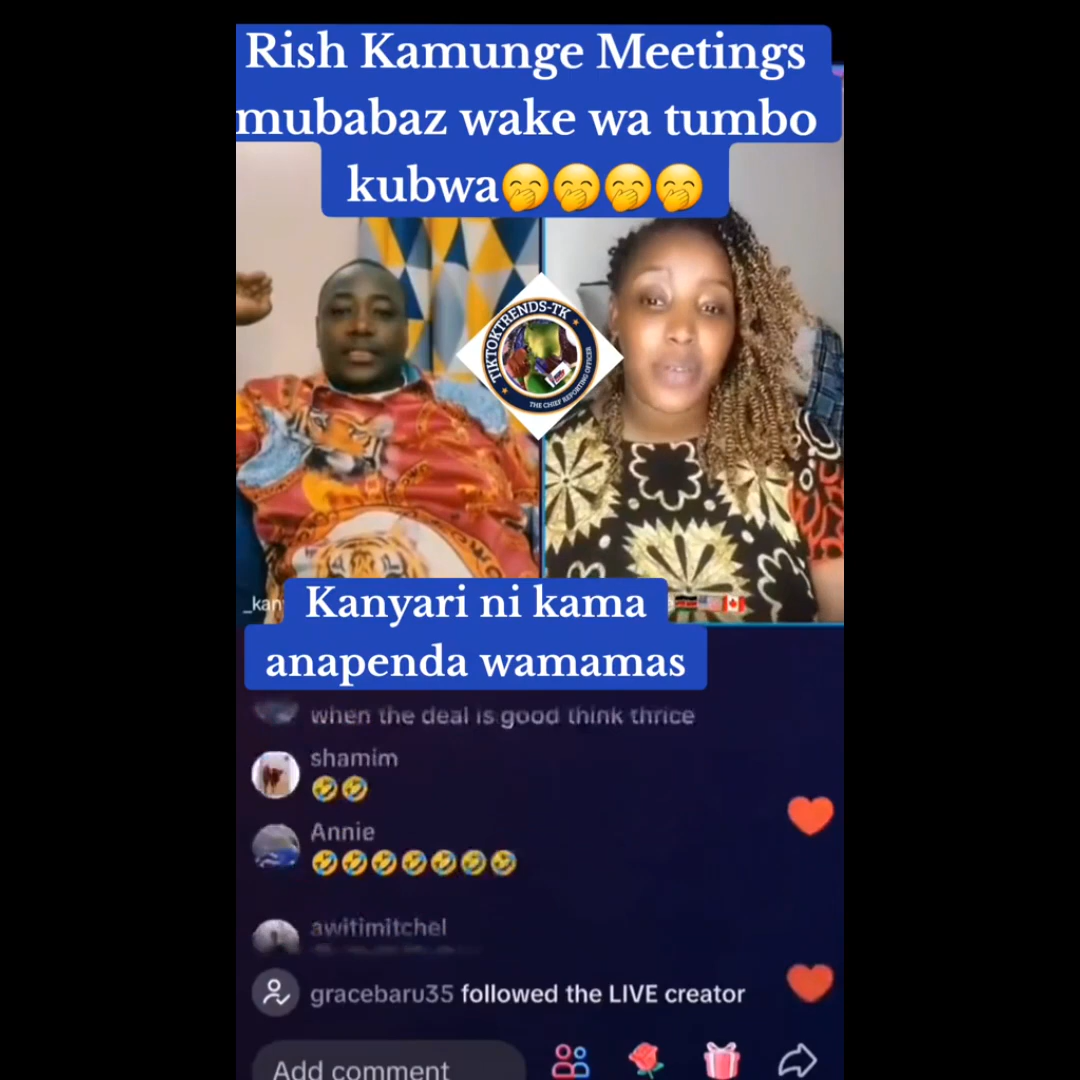 Rish Kamunge Meetings
mubabaz wake wa tumbo
kubwa🤭🤭🤭🤭
TIKTOKTRENDS-TK
THE CHIEF REPORTING OFFICER
_kan
Kanyari ni kama
anapenda wamamas
when the deal is good think thrice
shamim
🤣🤣
Annie
🤣🤣🤣🤣🤣🤣🤣
awitimitchel
gracebaru35 followed the LIVE creator
Add comment